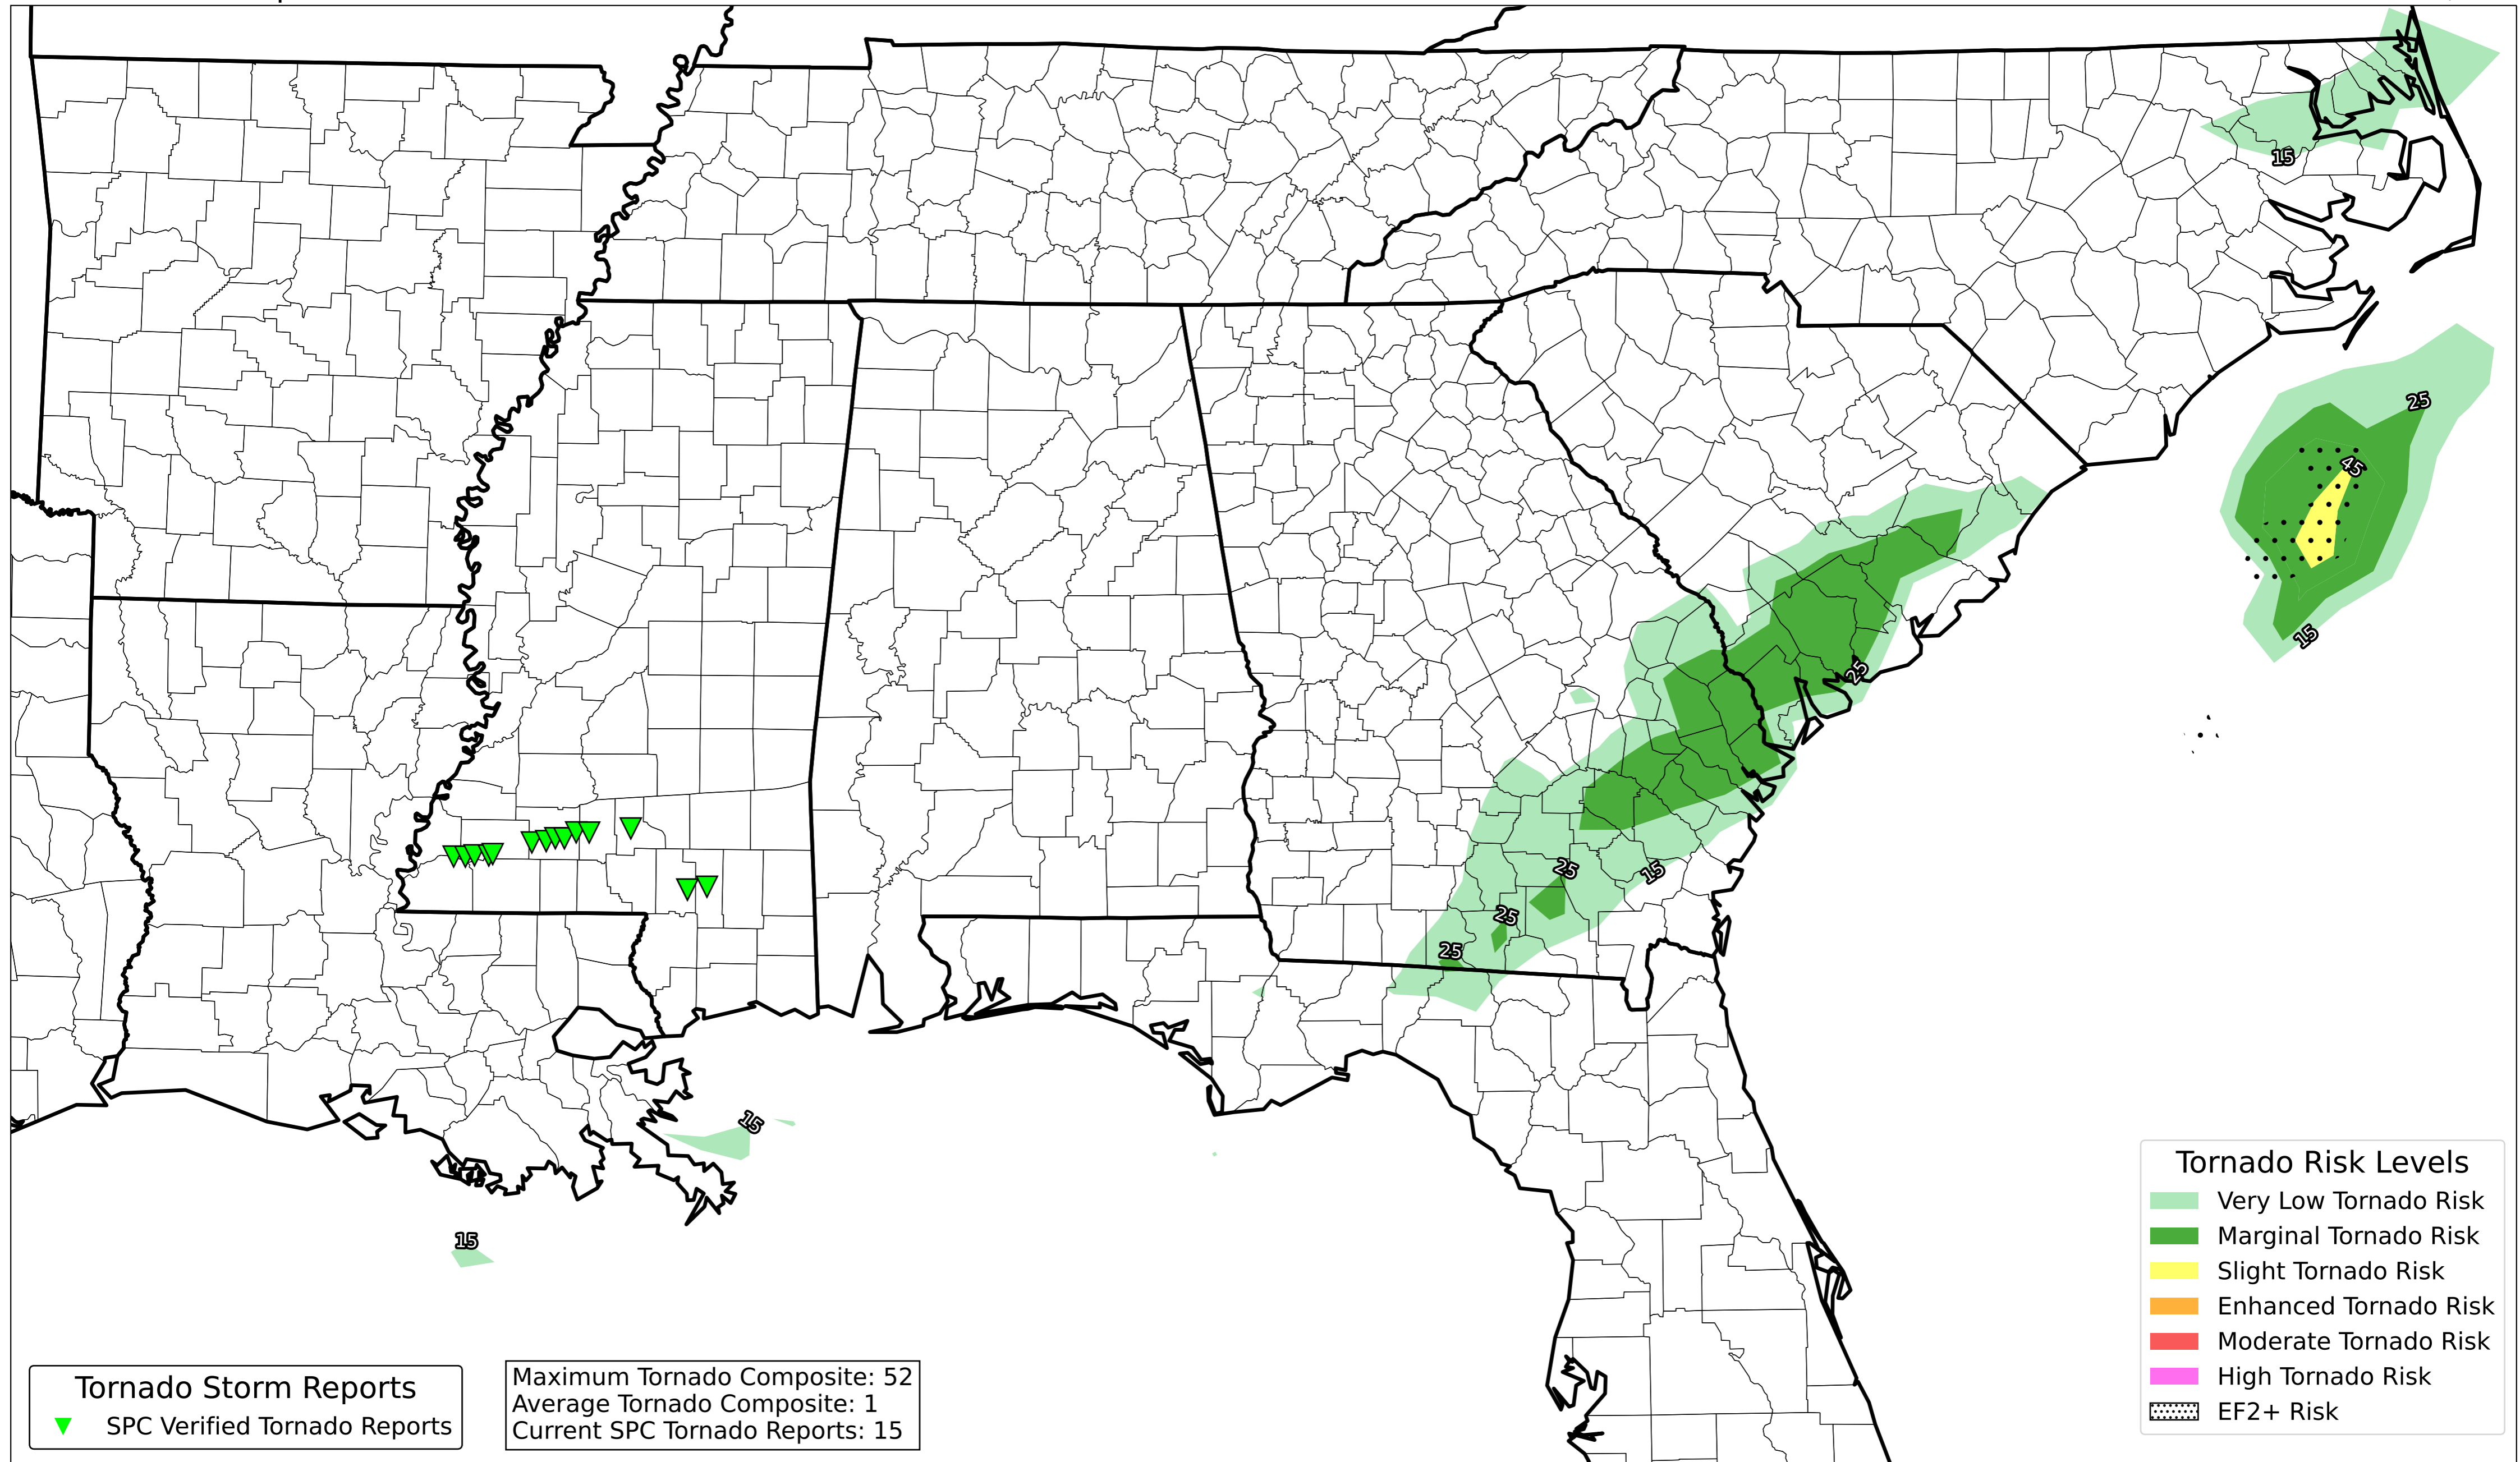 15
25
45
15
25
25
15
25
25
15
15
Tornado Risk Levels
Very Low Tornado Risk
Marginal Tornado Risk
Slight Tornado Risk
Enhanced Tornado Risk
Moderate Tornado Risk
High Tornado Risk
EF2+ Risk
Tornado Storm Reports
SPC Verified Tornado Reports
Maximum Tornado Composite: 52
Average Tornado Composite: 1
Current SPC Tornado Reports: 15